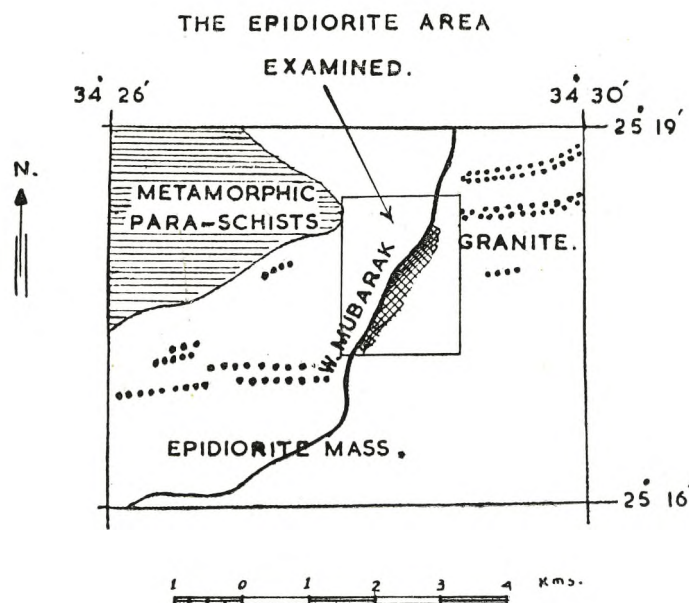 THE EPIDIORITE AREA
EXAMINED.
34° 26′
34° 30′
25° 19′
N.
METAMORPHIC
PARA-SCHISTS
GRANITE.
W. MUBARAK
EPIDIORITE MASS.
25° 16′
1 0 1 2 3 4 Kms.